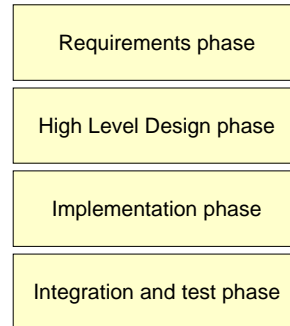 Requirements phase
High Level Design phase
Implementation phase
Integration and test phase